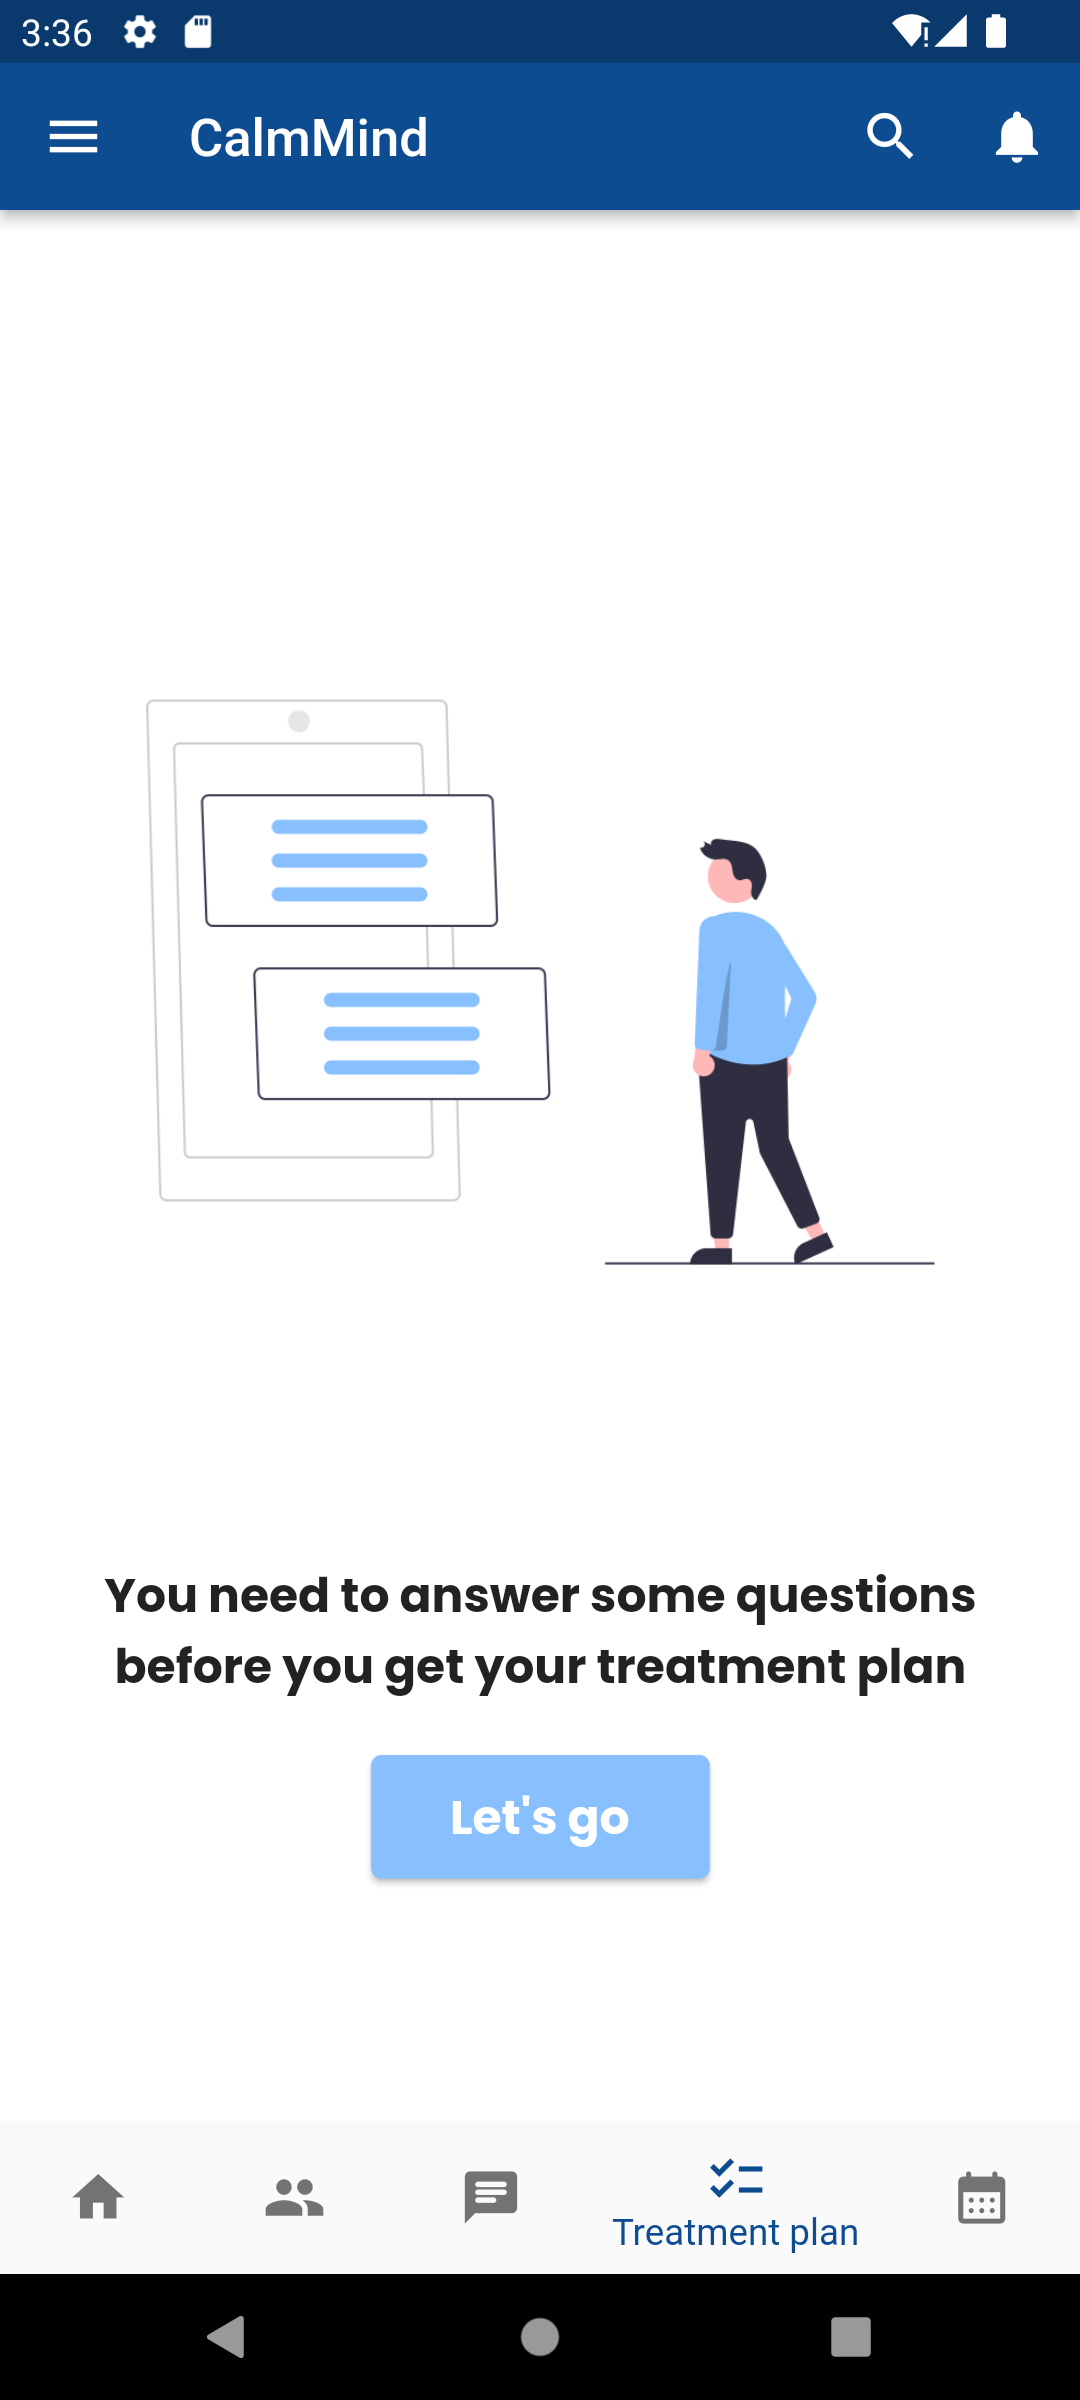 3:36
CalmMind
You need to answer some questions
before you get your treatment plan
Let's go
Treatment plan